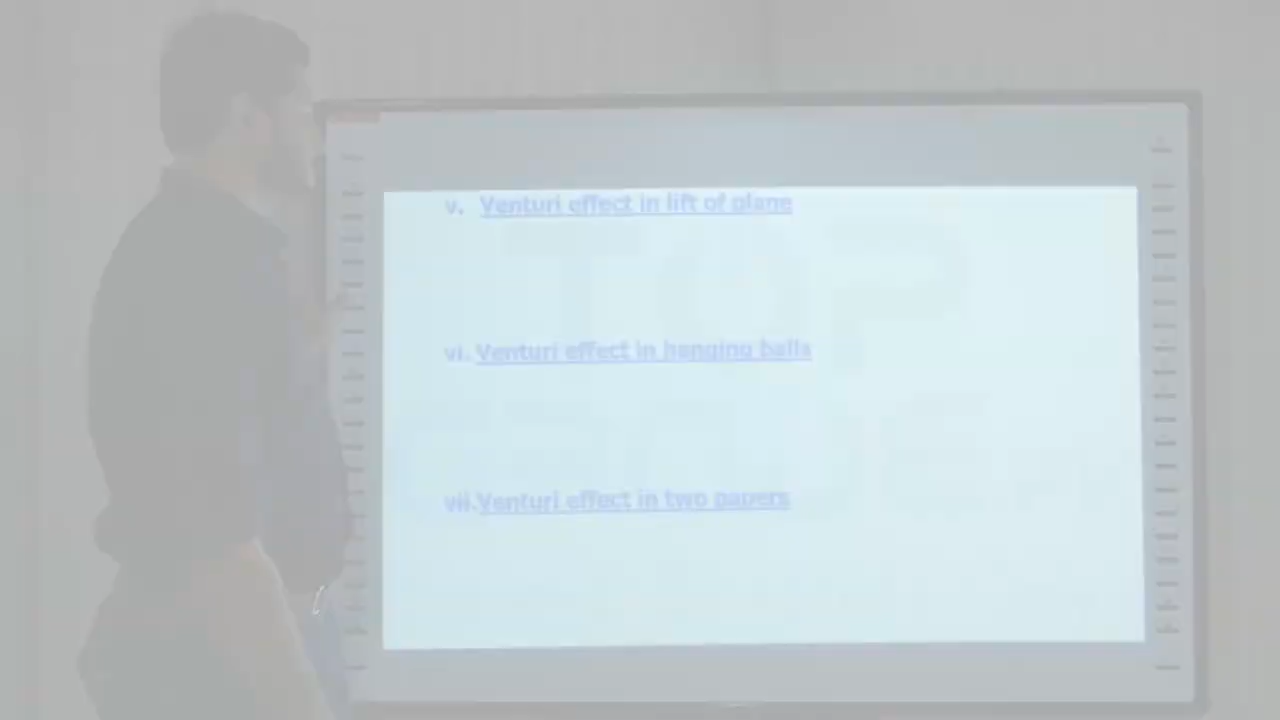 v. Venturi effect in lift of plane
vi. Venturi effect in hanging balls
vii. Venturi effect in two papers